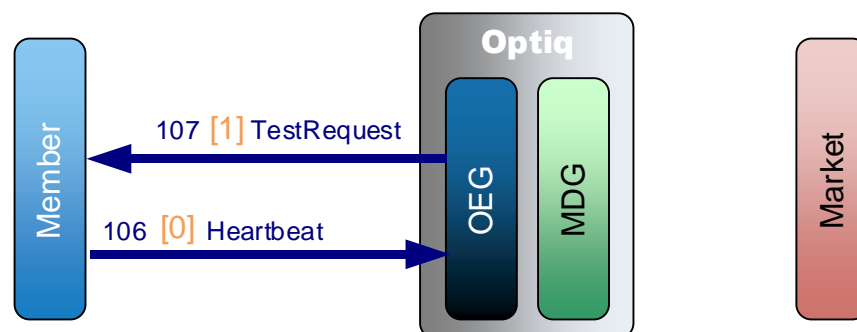 Optiq
Member
107 [1] TestRequest
106 [0] Heartbeat
OEG
MDG
Market